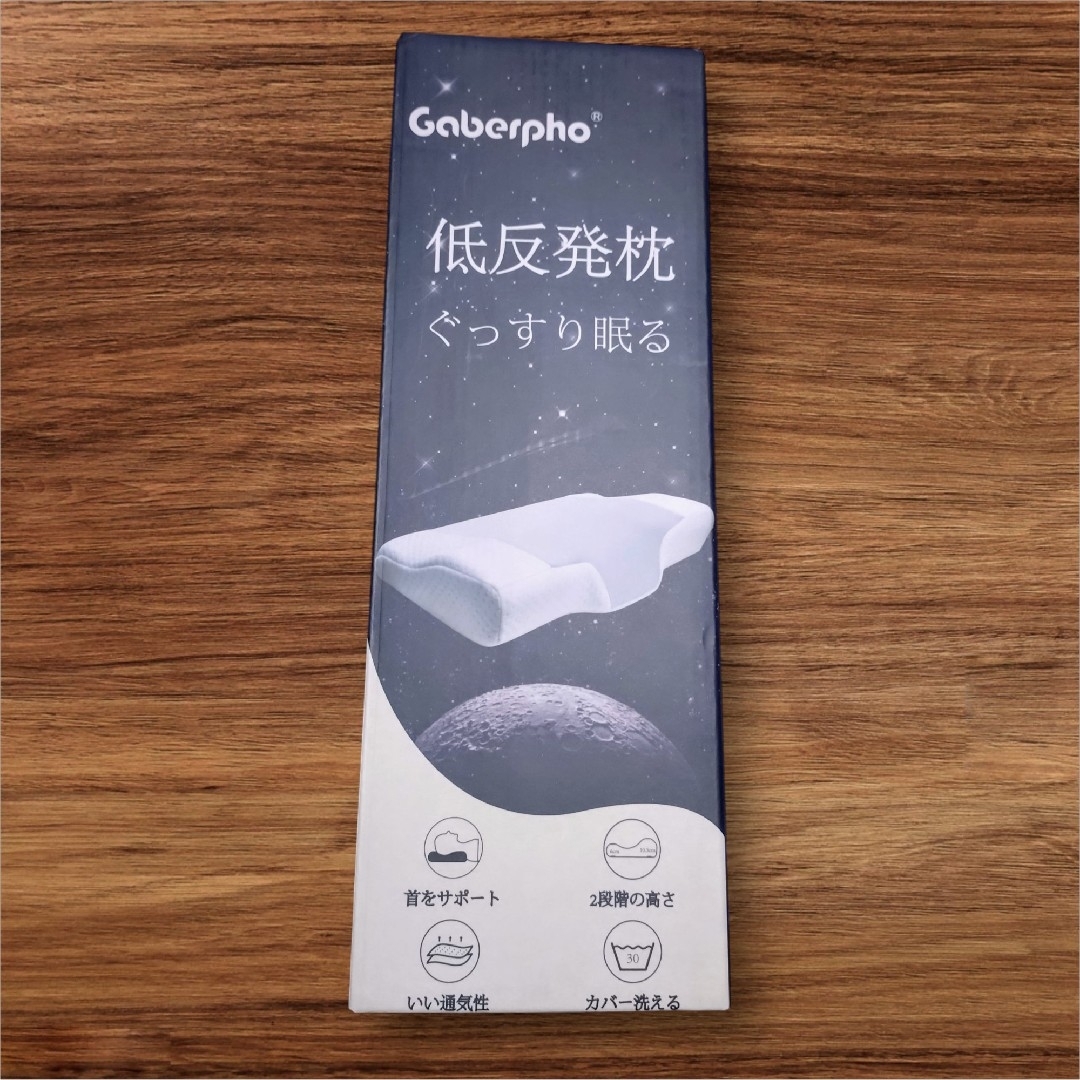 Gaberpho®
低反発枕
ぐっすり眠る
首をサポート
2段階の高さ
30
いい通気性
カバー洗える